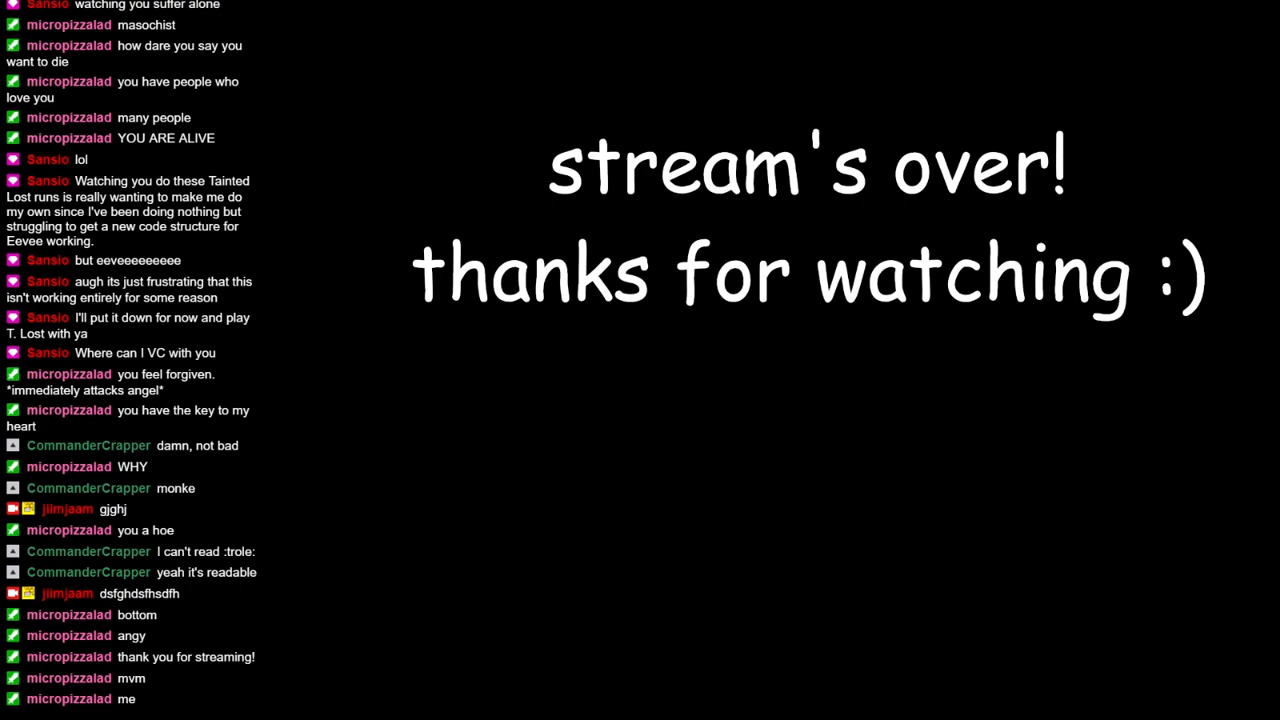 Sansio watching you suffer alone
micropizzalad masochist
micropizzalad how dare you say you
want to die
micropizzalad you have people who
love you
micropizzalad many people
micropizzalad YOU ARE ALIVE
Sansio lol
Sansio Watching you do these Tainted
Lost runs is really wanting to make me do
my own since I've been doing nothing but
struggling to get a new code structure for
Eevee working.
Sansio but eeveeeeeeeee
Sansio augh its just frustrating that this
isn't working entirely for some reason
Sansio I'll put it down for now and play
T. Lost with ya
Sansio Where can I VC with you
micropizzalad you feel forgiven.
*immediately attacks angel*
micropizzalad you have the key to my
heart
CommanderCrapper damn, not bad
micropizzalad WHY
CommanderCrapper monke
jiimjaam gjghj
micropizzalad you a hoe
CommanderCrapper I can't read :trole:
CommanderCrapper yeah it's readable
jiimjaam dsfghdsfhsdfh
micropizzalad bottom
micropizzalad angy
micropizzalad thank you for streaming!
micropizzalad mvm
micropizzalad me
stream's over!
thanks for watching :)